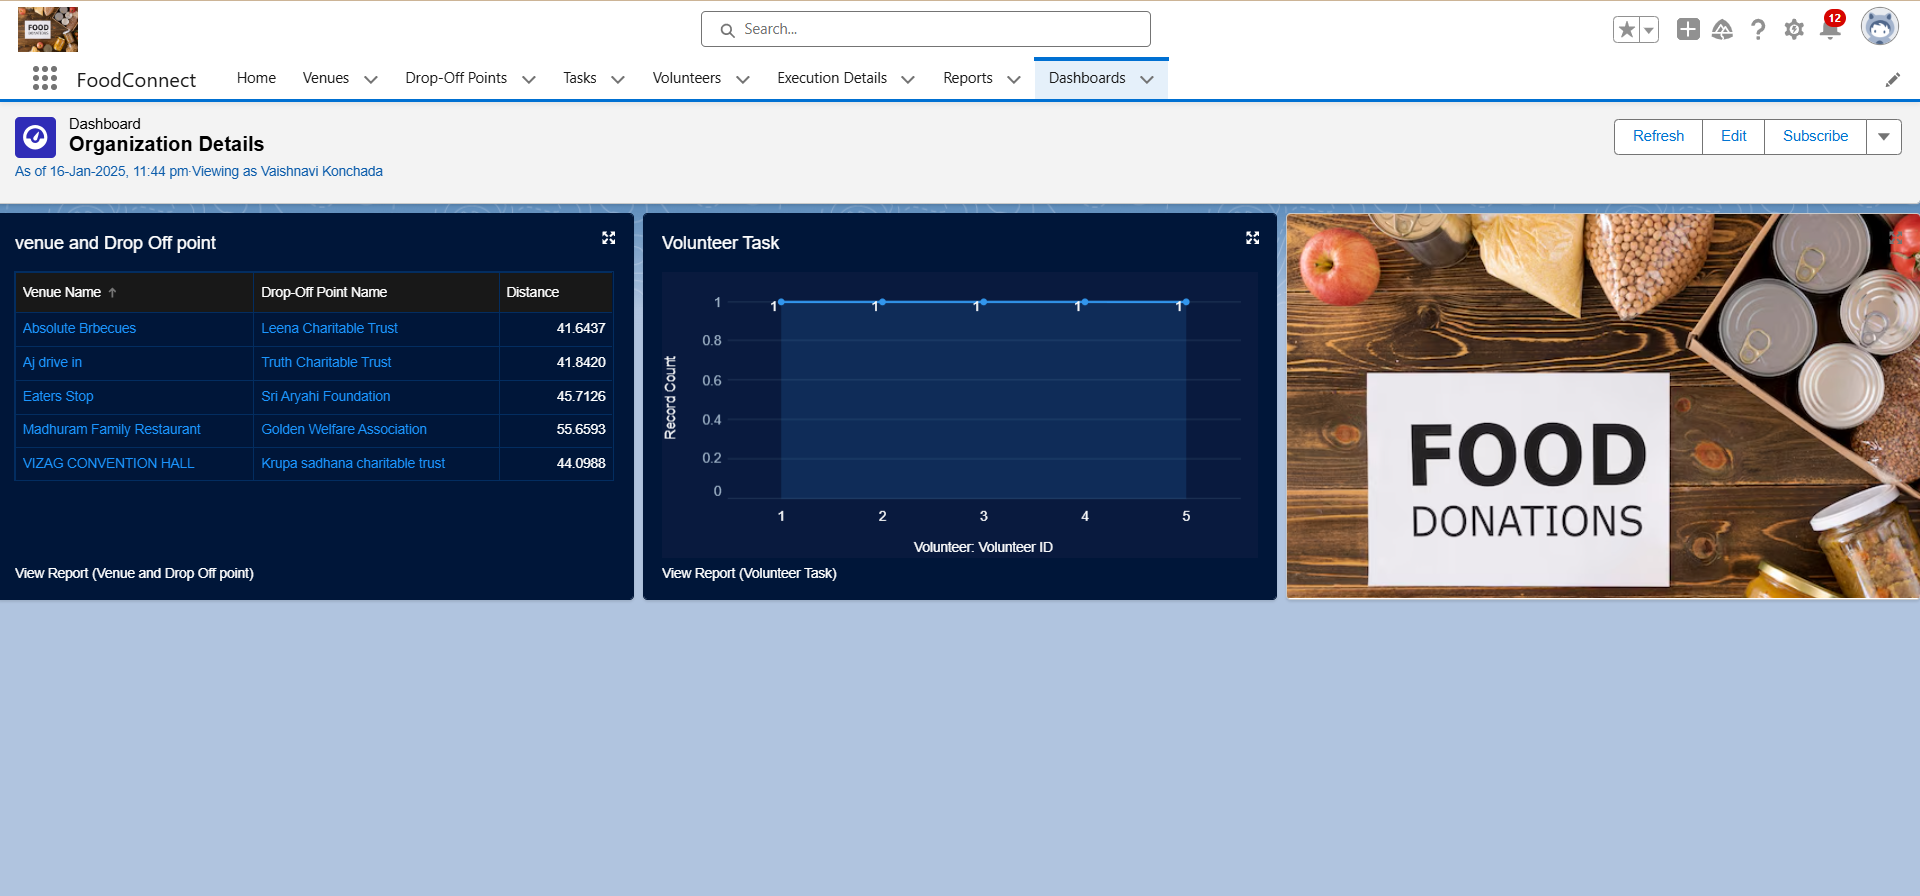 FOOD
DONATIONS
Search...
12
FoodConnect
Home
Venues
Drop-Off Points
Tasks
Volunteers
Execution Details
Reports
Dashboards
Dashboard
Organization Details
As of 16-Jan-2025, 11:44 pm·Viewing as Vaishnavi Konchada
Refresh
Edit
Subscribe
venue and Drop Off point
Venue Name Drop-Off Point Name Distance
Absolute Brbecues Leena Charitable Trust 41.6437
Aj drive in Truth Charitable Trust 41.8420
Eaters Stop Sri Aryahi Foundation 45.7126
Madhuram Family Restaurant Golden Welfare Association 55.6593
VIZAG CONVENTION HALL Krupa sadhana charitable trust 44.0988
View Report (Venue and Drop Off point)
Volunteer Task
Record Count
1
0.8
0.6
0.4
0.2
0
1 1 1 1 1
1 2 3 4 5
Volunteer: Volunteer ID
View Report (Volunteer Task)
FOOD
DONATIONS